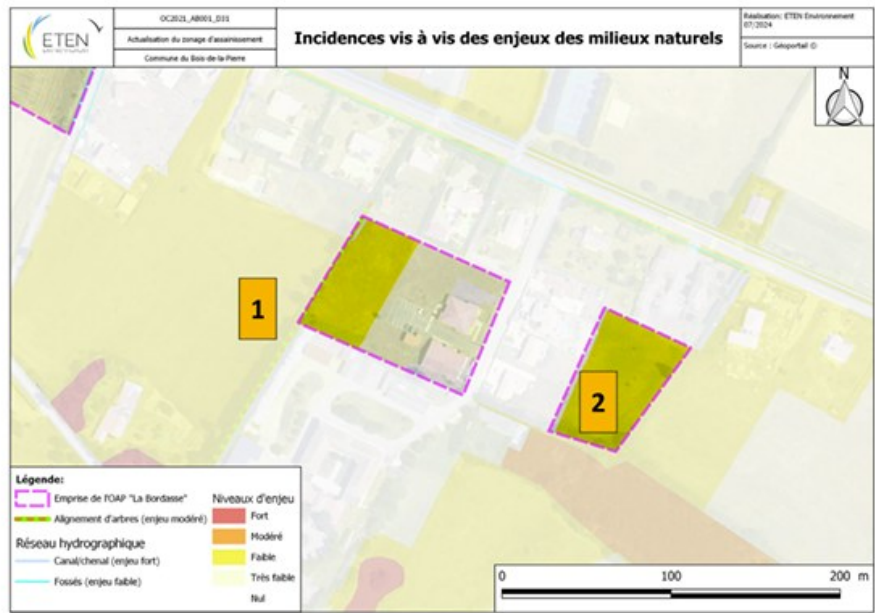 ETEN
OC2021_AB001_D31
Actualisation du zonage d'assainissement
Commune du Bois-de-la-Pierre
Incidences vis à vis des enjeux des milieux naturels
Réalisation: ETEN Environnement
07/2024
Source : Géoportail ©
N
1
2
Légende:
Emprise de l'OAP "La Bordasse"
Alignement d'arbres (enjeu modéré)
Réseau hydrographique
Canal/chenal (enjeu fort)
Fossés (enjeu faible)
Niveaux d'enjeu
Fort
Modéré
Faible
Très faible
Nul
0 100 200 m